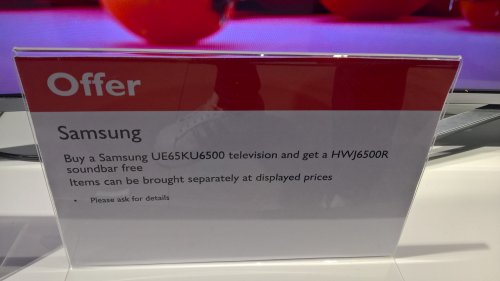 Offer
Samsung
Buy a Samsung UE65KU6500 television and get a HWJ6500R
soundbar free
Items can be brought separately at displayed prices
• Please ask for details